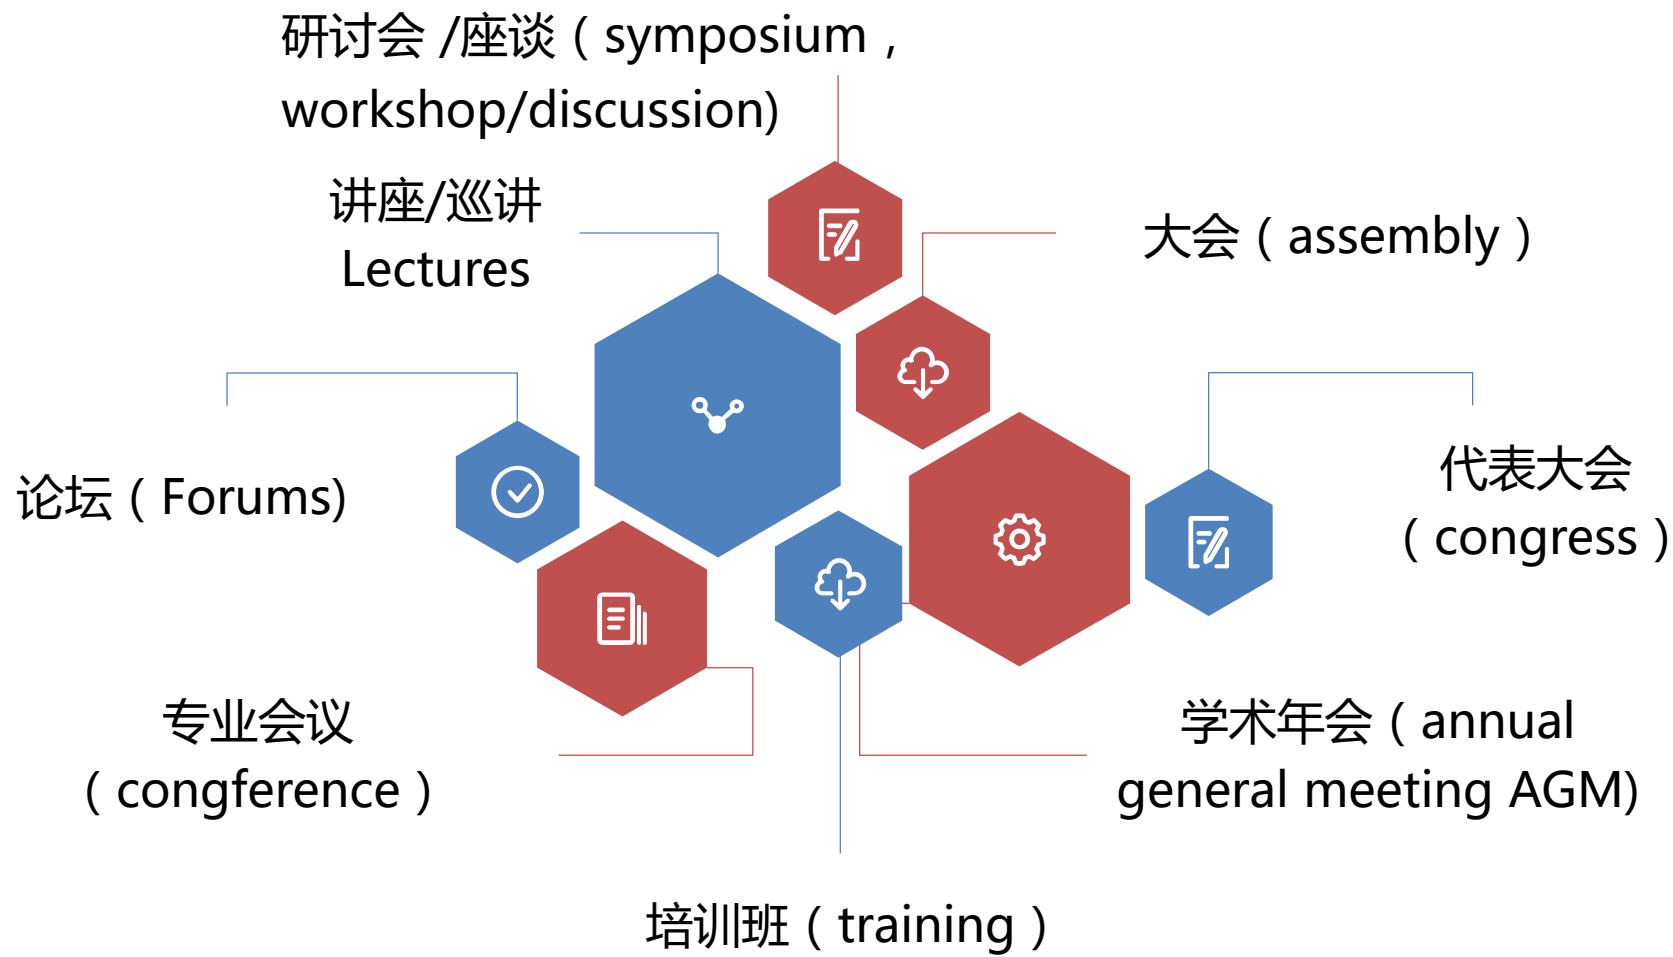 研讨会 /座谈（symposium，
workshop/discussion)
讲座/巡讲
Lectures
大会（assembly）
论坛（Forums)
代表大会
（congress）
专业会议
（congference）
学术年会（annual
general meeting AGM)
培训班（training）